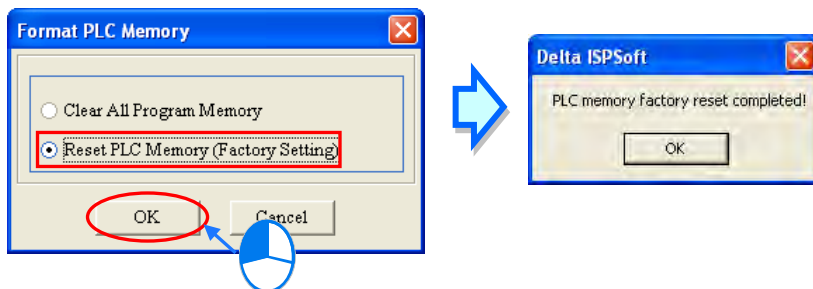 Format PLC Memory
Clear All Program Memory
Reset PLC Memory (Factory Setting)
OK
Cancel
Delta ISPSoft
PLC memory factory reset completed!
OK